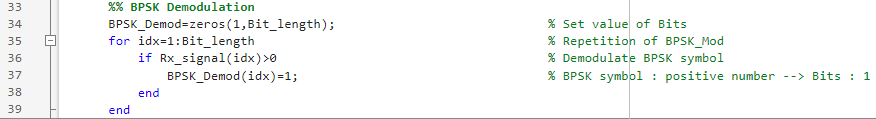 33 %% BPSK Demodulation
34 BPSK_Demod=zeros(1,Bit_length); % Set value of Bits
35 for idx=1:Bit_length % Repetition of BPSK_Mod
36 if Rx_signal(idx)>0 % Demodulate BPSK symbol
37 BPSK_Demod(idx)=1; % BPSK symbol : positive number --> Bits : 1
38 end
39 end